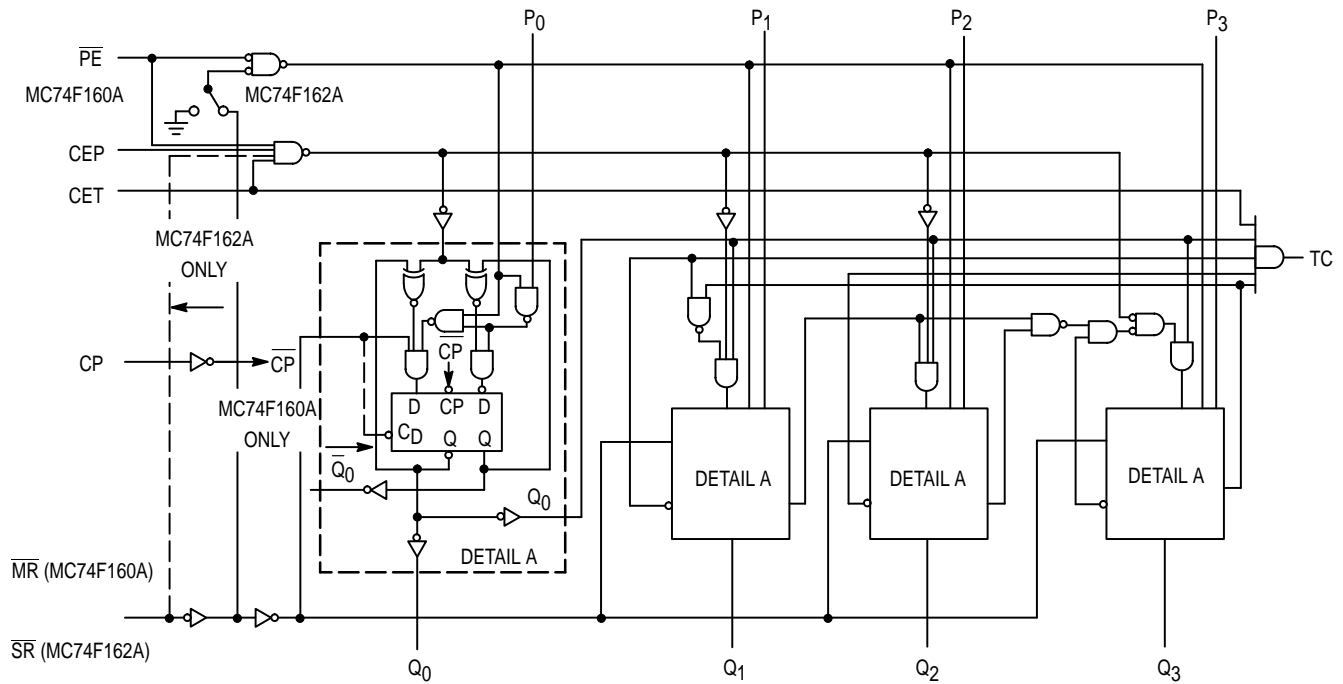 P0 P1 P2 P3
PE
MC74F160A MC74F162A
CEP
CET
MC74F162A
ONLY
TC
CP CP CP
MC74F160A
ONLY
D CP D
CD Q Q
Q0
Q0
DETAIL A
DETAIL A
DETAIL A
DETAIL A
MR (MC74F160A)
SR (MC74F162A)
Q0 Q1 Q2 Q3